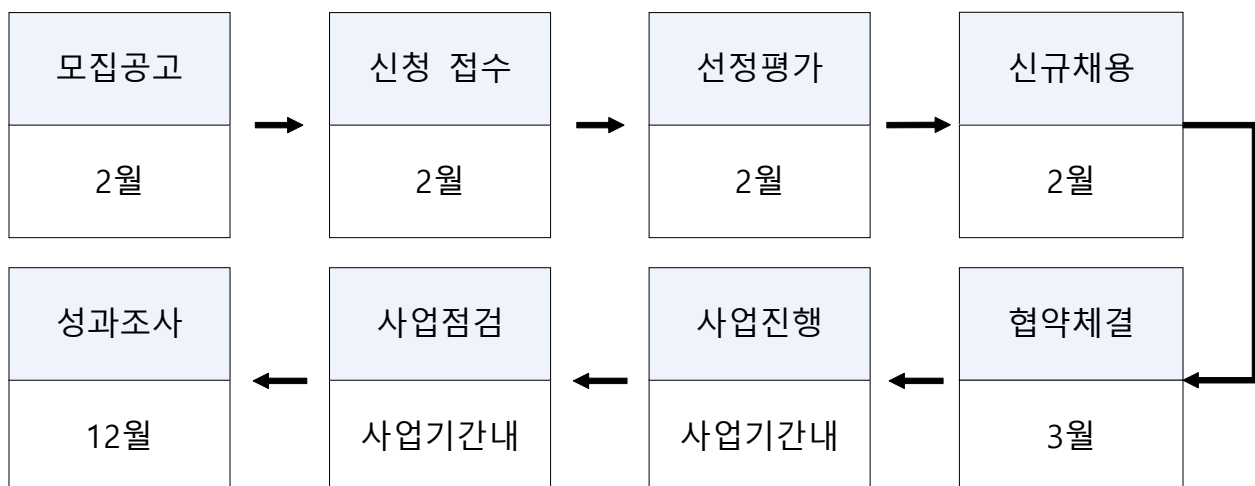 모집공고
2월
신청 접수
2월
선정평가
2월
신규채용
2월
협약체결
3월
사업진행
사업기간내
사업점검
사업기간내
성과조사
12월